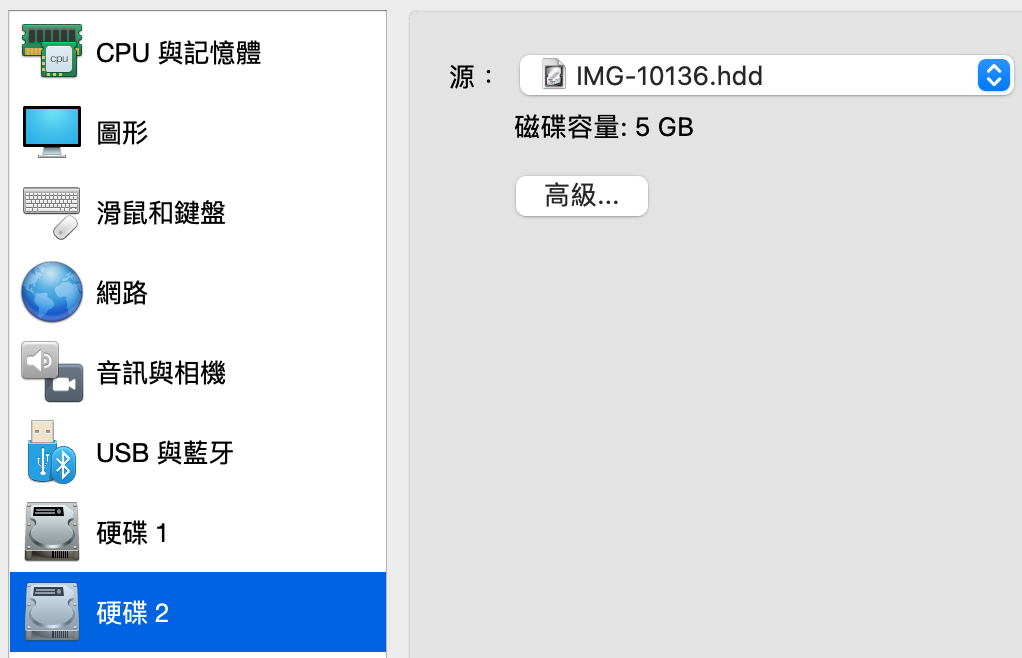 CPU 與記憶體
圖形
滑鼠和鍵盤
網路
音訊與相機
USB 與藍牙
硬碟 1
硬碟 2
源：
IMG-10136.hdd
磁碟容量: 5 GB
高級...
cpu